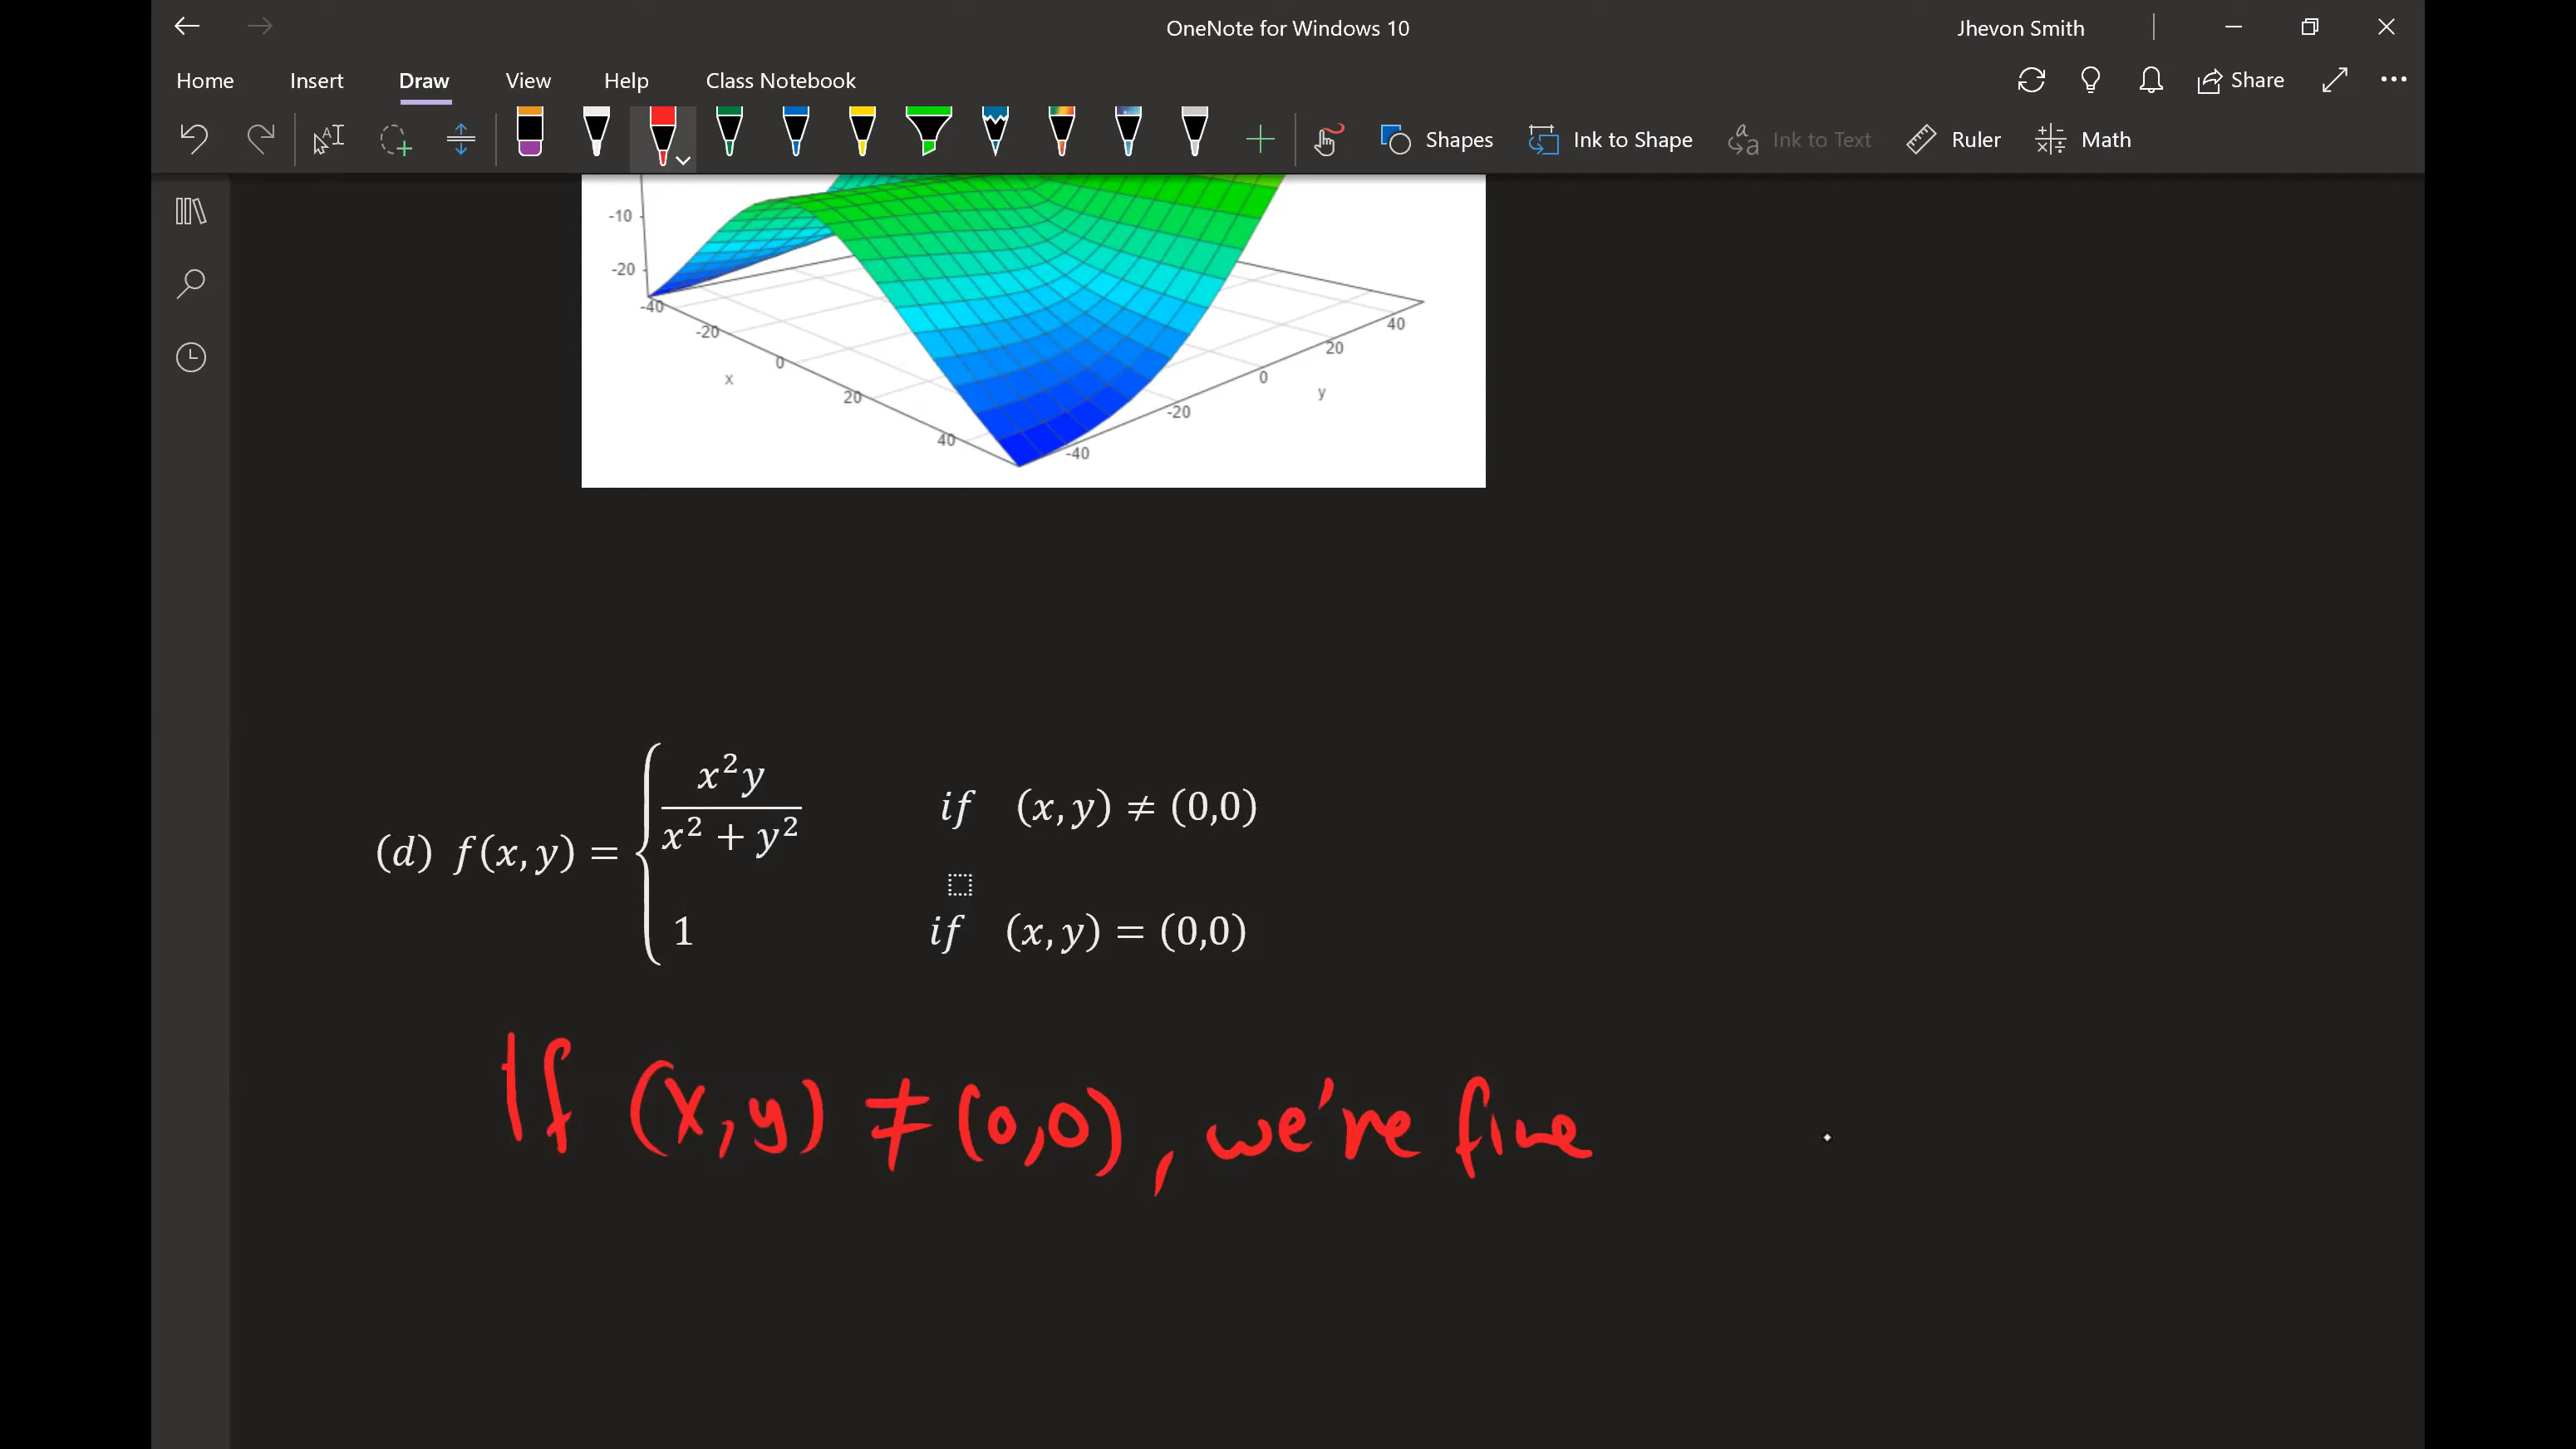 OneNote for Windows 10
Jhevon Smith
Home Insert Draw View Help Class Notebook
Share
Shapes Ink to Shape Ink to Text Ruler Math
-10
-20
-40
-20
0
20
40
x
-40
-20
0
20
40
y
(d) f(x,y) = { x²y / x² + y² if (x,y) ≠ (0,0)
1 if (x,y) = (0,0)
If (x,y) ≠ (0,0), we're fine